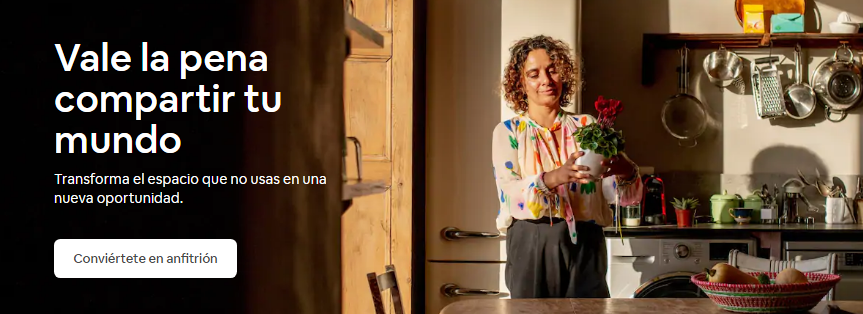 Vale la pena
compartir tu
mundo
Transforma el espacio que no usas en una
nueva oportunidad.
Conviértete en anfitrión